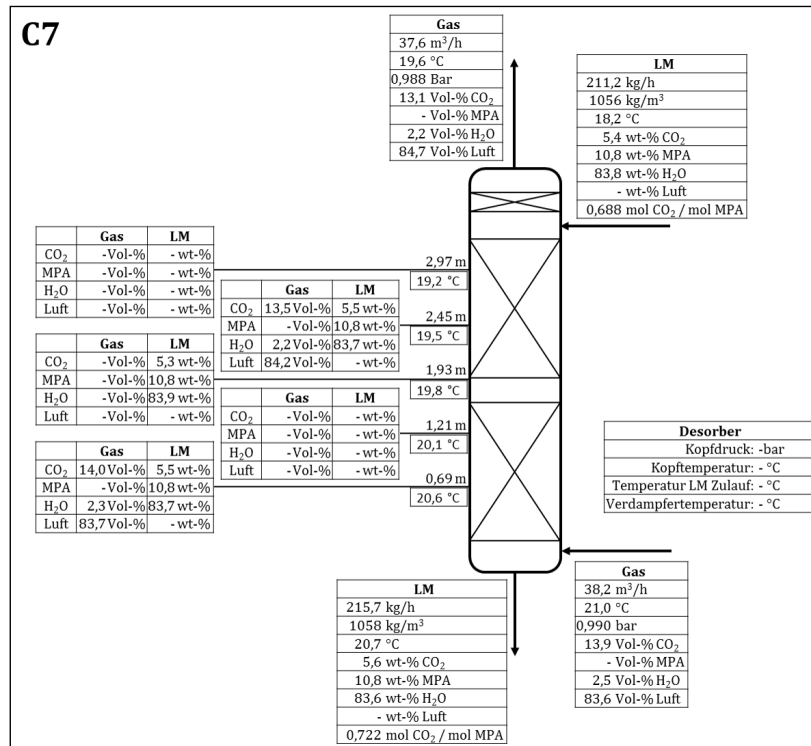 C7
Gas
37,6 m³/h
19,6 °C
0,988 Bar
13,1 Vol-% CO₂
- Vol-% MPA
2,2 Vol-% H₂O
84,7 Vol-% Luft
LM
211,2 kg/h
1056 kg/m³
18,2 °C
5,4 wt-% CO₂
10,8 wt-% MPA
83,8 wt-% H₂O
- wt-% Luft
0,688 mol CO₂ / mol MPA
Gas LM
CO₂ -Vol-% - wt-%
MPA -Vol-% - wt-%
H₂O -Vol-% - wt-%
Luft -Vol-% - wt-%
2,97 m
19,2 °C
Gas LM
CO₂ 13,5 Vol-% 5,5 wt-%
MPA -Vol-% 10,8 wt-%
H₂O 2,2 Vol-% 83,7 wt-%
Luft 84,2 Vol-% - wt-%
2,45 m
19,5 °C
Gas LM
CO₂ -Vol-% 5,3 wt-%
MPA -Vol-% 10,8 wt-%
H₂O -Vol-% 83,9 wt-%
Luft -Vol-% - wt-%
1,93 m
19,8 °C
Gas LM
CO₂ -Vol-% -wt-%
MPA -Vol-% -wt-%
H₂O -Vol-% -wt-%
Luft -Vol-% -wt-%
1,21 m
20,1 °C
Gas LM
CO₂ 14,0 Vol-% 5,5 wt-%
MPA -Vol-% 10,8 wt-%
H₂O 2,3 Vol-% 83,7 wt-%
Luft 83,7 Vol-% -wt-%
0,69 m
20,6 °C
Desorber
Kopfdruck: -bar
Kopftemperatur: - °C
Temperatur LM Zulauf: - °C
Verdampfertemperatur: - °C
LM
215,7 kg/h
1058 kg/m³
20,7 °C
5,6 wt-% CO₂
10,8 wt-% MPA
83,6 wt-% H₂O
- wt-% Luft
0,722 mol CO₂ / mol MPA
Gas
38,2 m³/h
21,0 °C
0,990 bar
13,9 Vol-% CO₂
- Vol-% MPA
2,5 Vol-% H₂O
83,6 Vol-% Luft